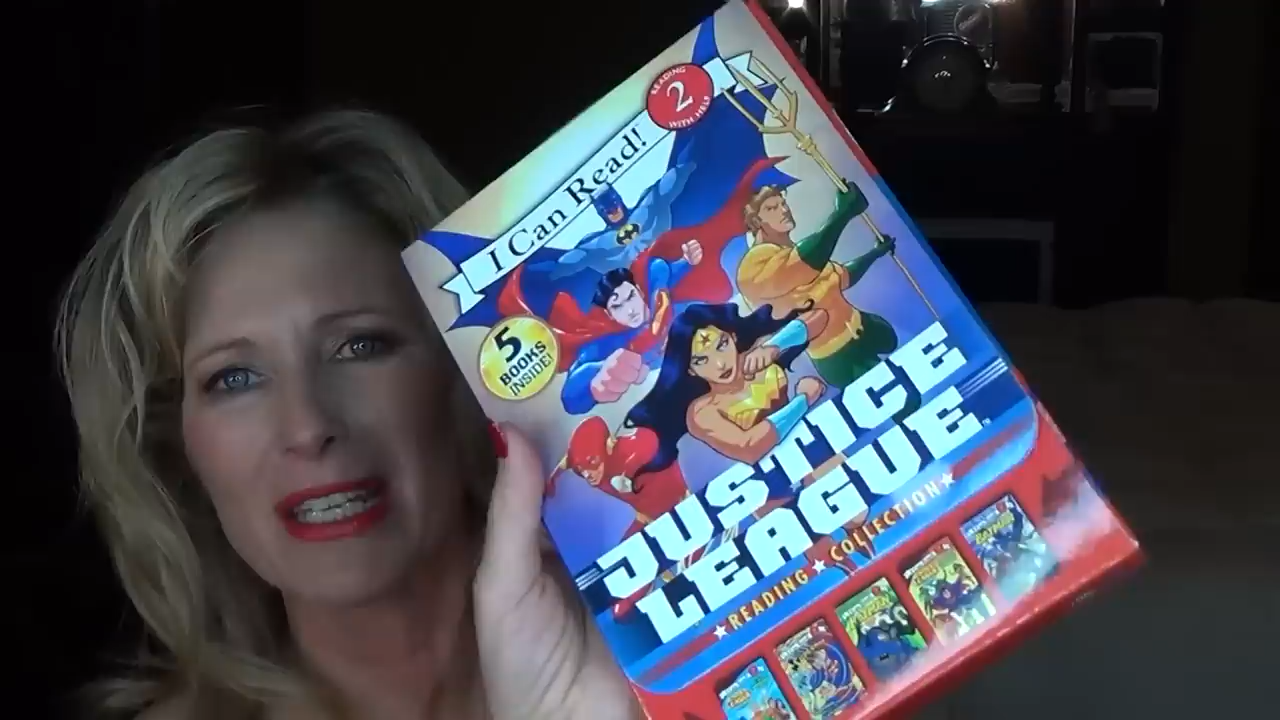 READING
2
WITH HELP
I Can Read!
5
BOOKS
INSIDE!
JUSTICE
LEAGUE
READING COLLECTION